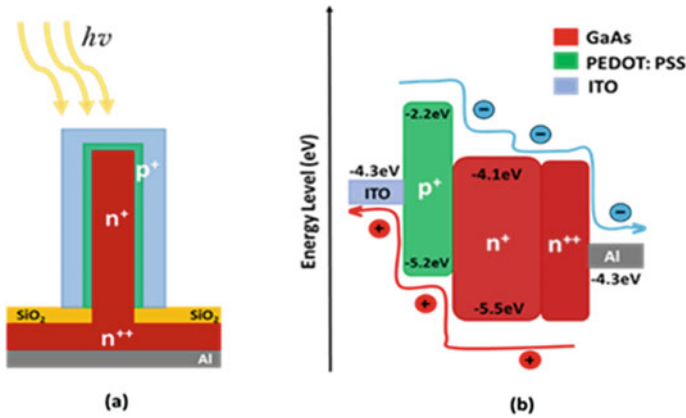 hv
p+
n+
SiO2
SiO2
n++
Al
(a)
GaAs
PEDOT: PSS
ITO
Energy Level (eV)
-2.2eV
-4.3eV
ITO
p+
-4.1eV
n+
n++
-5.2eV
-5.5eV
Al
-4.3eV
−
−
−
+
+
+
(b)